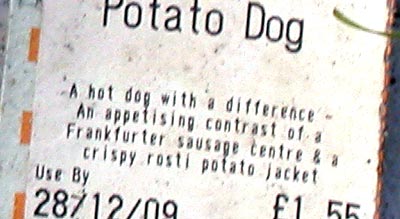 Potato Dog
A hot dog with a difference -
An appetising contrast of a
Frankfurter sausage centre & a
crispy rosti potato jacket
Use By
28/12/09 £1.55